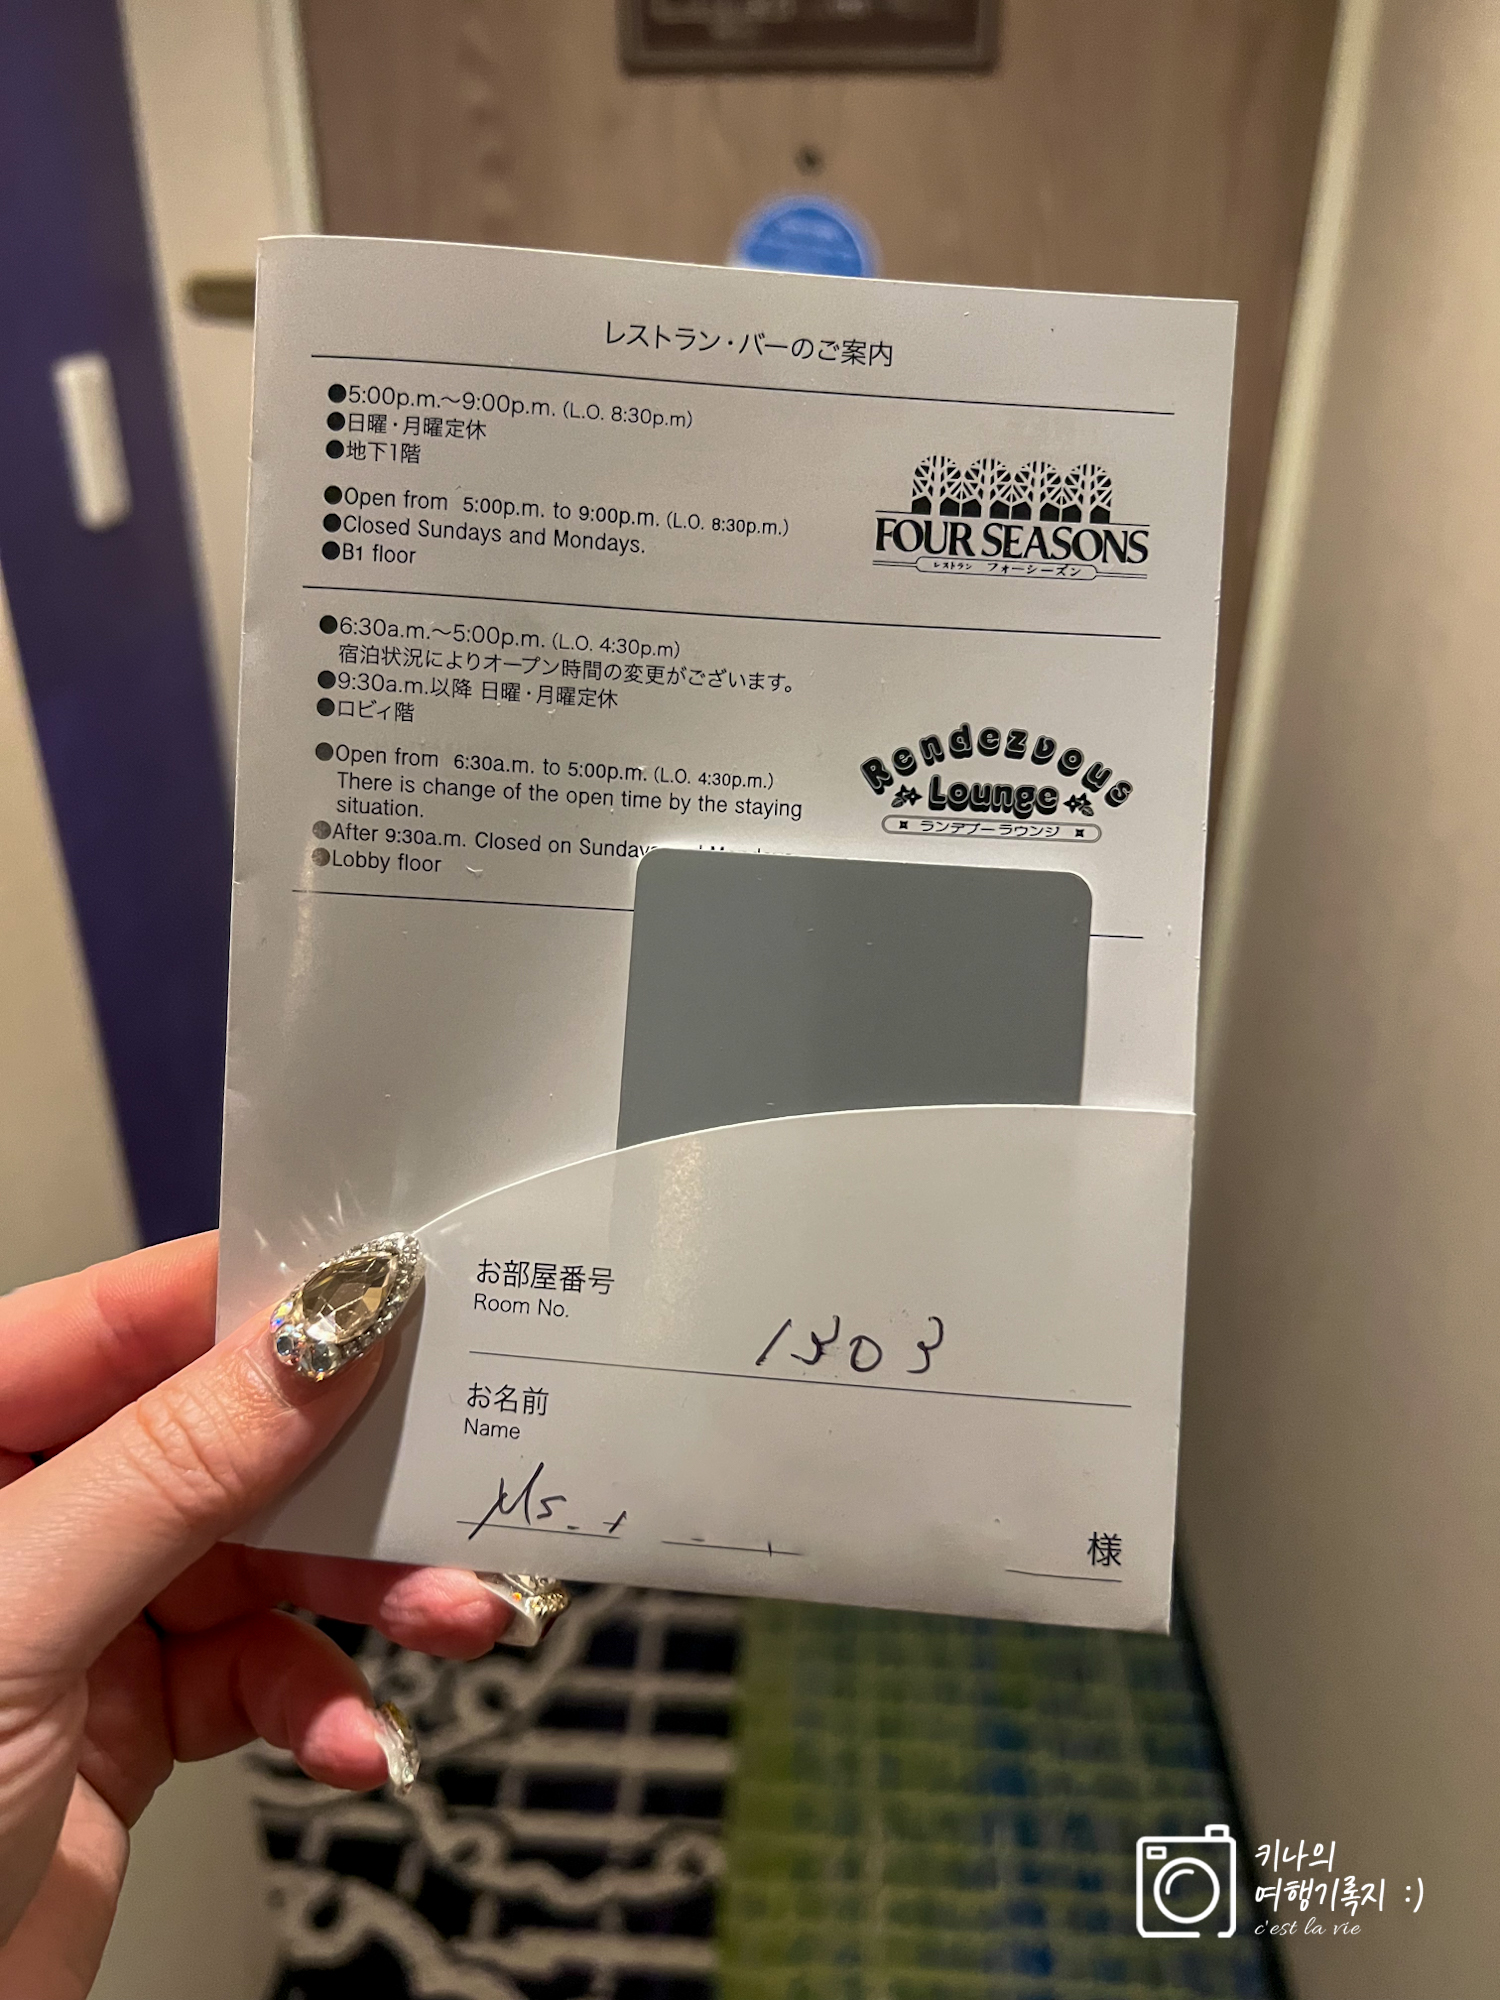 レストラン・バーのご案内
●5:00p.m.～9:00p.m. (L.O. 8:30p.m)
●日曜・月曜定休
●地下1階
●Open from 5:00p.m. to 9:00p.m. (L.O. 8:30p.m.)
●Closed Sundays and Mondays.
●B1 floor
FOUR SEASONS
レストラン フォーシーズン
●6:30a.m.～5:00p.m. (L.O. 4:30p.m)
宿泊状況によりオープン時間の変更がございます。
●9:30a.m.以降 日曜・月曜定休
●ロビィ階
●Open from 6:30a.m. to 5:00p.m. (L.O. 4:30p.m.)
There is change of the open time by the staying
situation.
●After 9:30a.m. Closed on Sundays
●Lobby floor
Rendezvous
Lounge
ランデブーラウンジ
お部屋番号
Room No.
1303
お名前
Name
Ms.
様
키나의
여행기록지 :)
c'est la vie